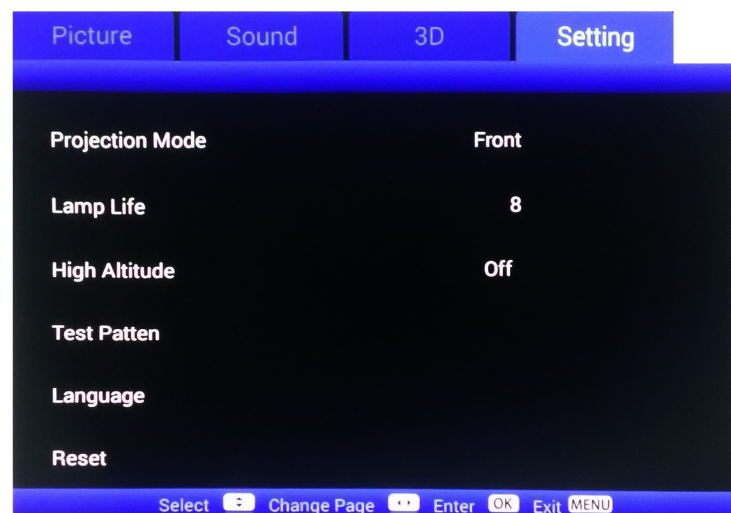 Picture Sound 3D Setting
Projection Mode Front
Lamp Life 8
High Altitude Off
Test Patten
Language
Reset
Select Change Page Enter OK Exit MENU